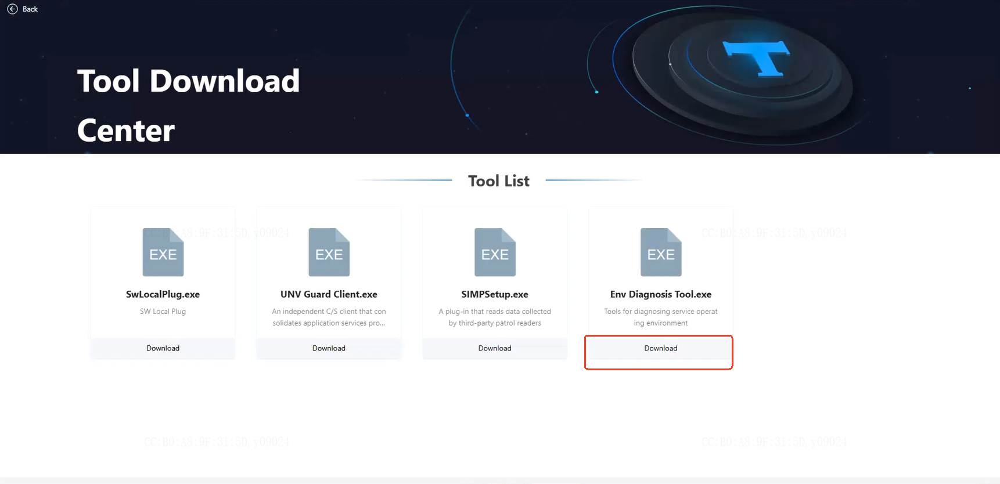 Back
Tool Download
Center
Tool List
CC:B0:A8:9F:31:5D,y09024
CC:B0:A8:9F:31:5D,y09024
EXE
EXE
EXE
EXE
SwLocalPlug.exe
UNV Guard Client.exe
SIMPSetup.exe
Env Diagnosis Tool.exe
SW Local Plug
An independent C/S client that con
solidates application services pro...
A plug-in that reads data collected
by third-party patrol readers
Tools for diagnosing service operat
ing environment
Download
Download
Download
Download
CC:B0:A8:9F:31:5D,y09024
CC:B0:A8:9F:31:5D,y09024